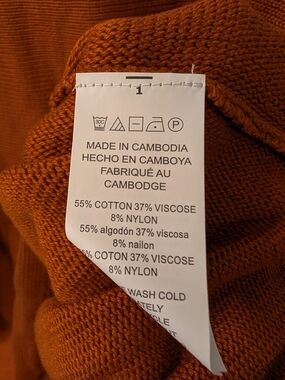 1
30C
P
MADE IN CAMBODIA
HECHO EN CAMBOYA
FABRIQUÉ AU
CAMBODGE
55% COTTON 37% VISCOSE
8% NYLON
55% algodón 37% viscosa
8% nailon
% COTON 37% VISCOSE
8% NYLON
WASH COLD